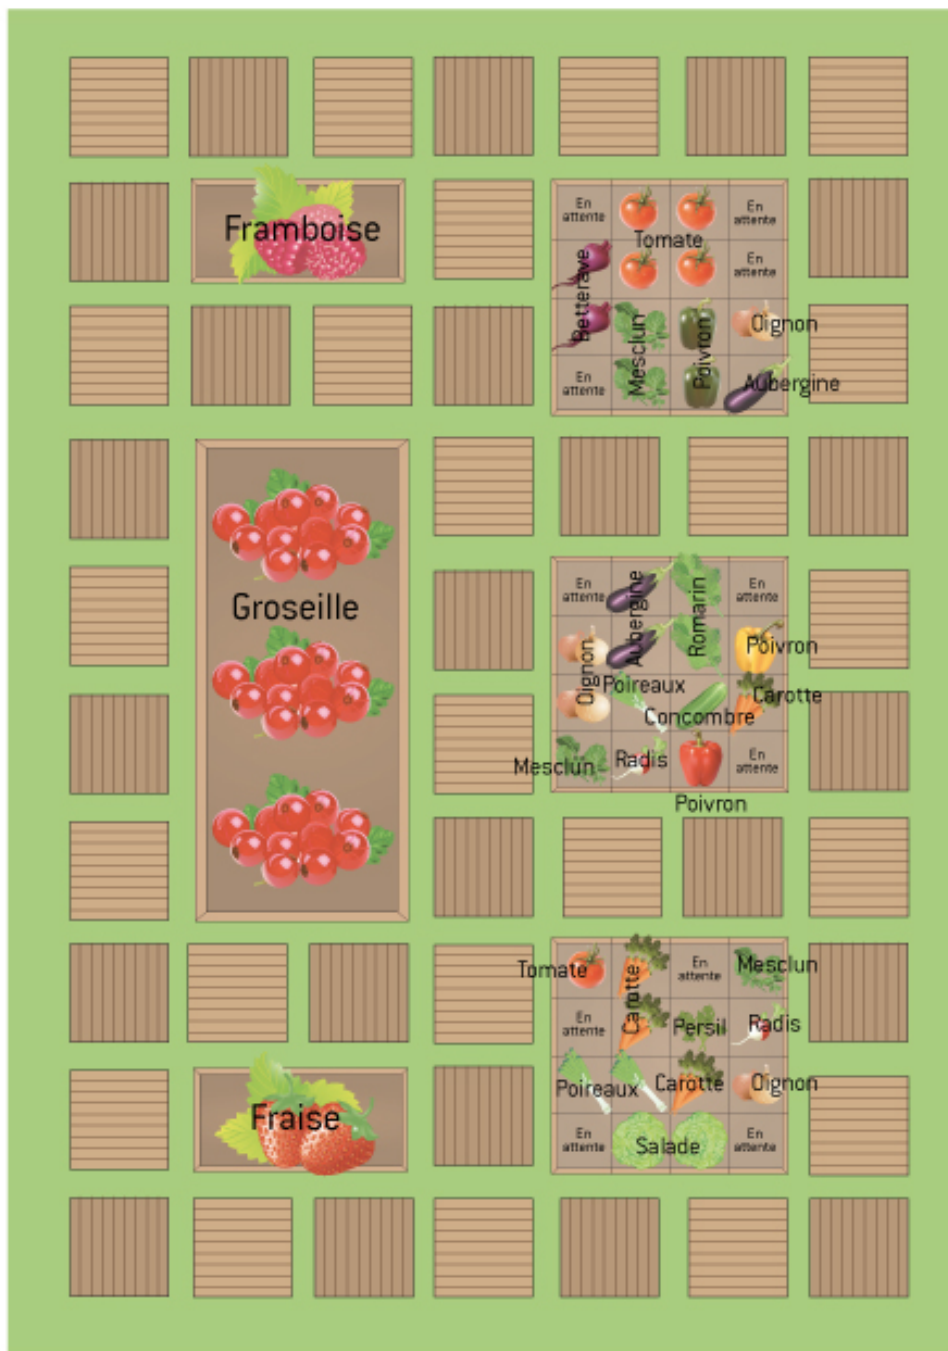 Framboise
En
attente
En
attente
Tomate
En
attente
Betterave
Mesclun
Poivron
Oignon
En
attente
Aubergine
Groseille
En
attente
Aubergine
Romarin
En
attente
Oignon
Poivron
Poireaux
Carotte
Concombre
Mesclun
Radis
En
attente
Poivron
Tomate
Carotte
En
attente
Mesclun
En
attente
Persil
Radis
Poireaux
Carotte
Oignon
En
attente
Salade
En
attente
Fraise